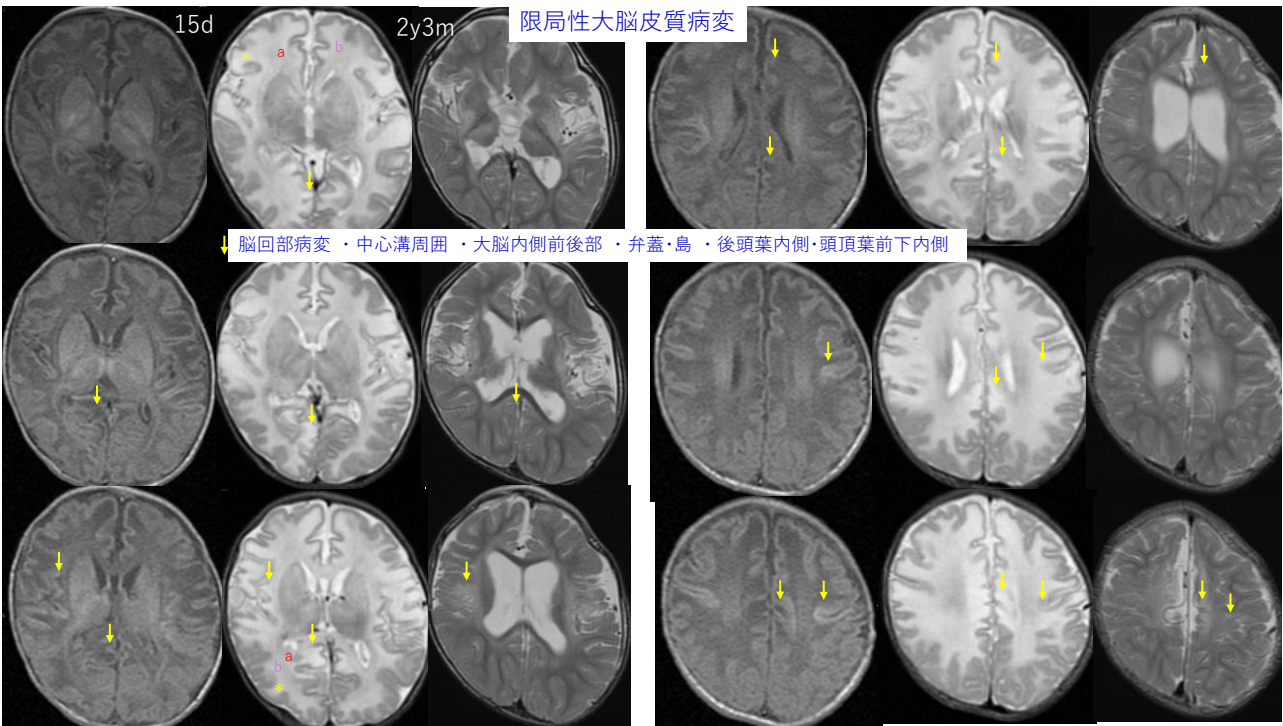 限局性大脳皮質病変
15d
2y3m
a
b
脳回部病変 ・中心溝周囲 ・大脳内側前後部 ・弁蓋・島 ・後頭葉内側・頭頂葉前下内側
a
b
*